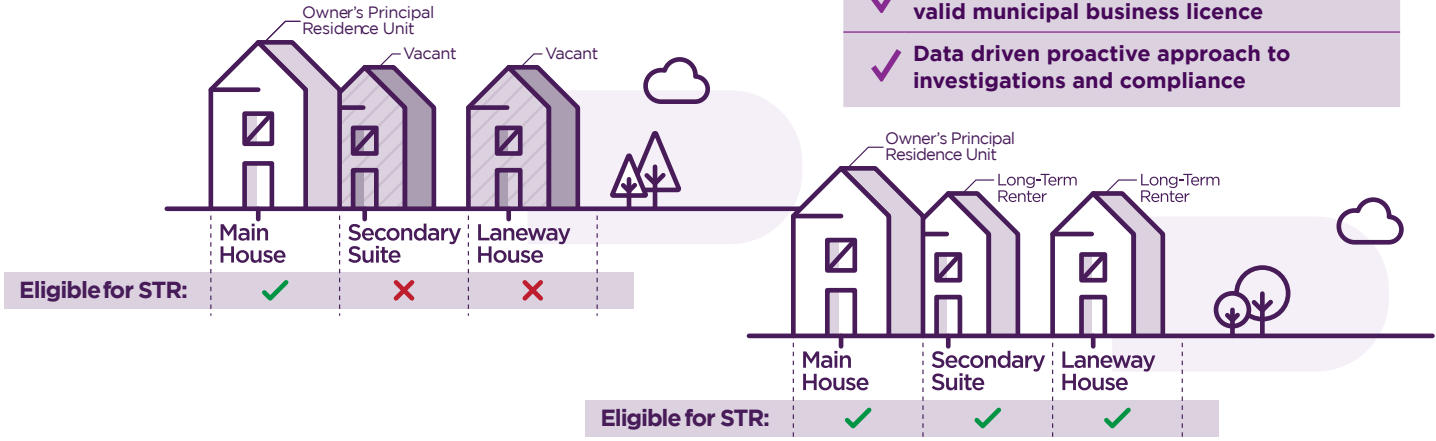 valid municipal business licence
Data driven proactive approach to
investigations and compliance
Owner's Principal
Residence Unit
Vacant
Vacant
Main
House
Secondary
Suite
Laneway
House
Eligible for STR:
Owner's Principal
Residence Unit
Long-Term
Renter
Long-Term
Renter
Main
House
Secondary
Suite
Laneway
House
Eligible for STR: